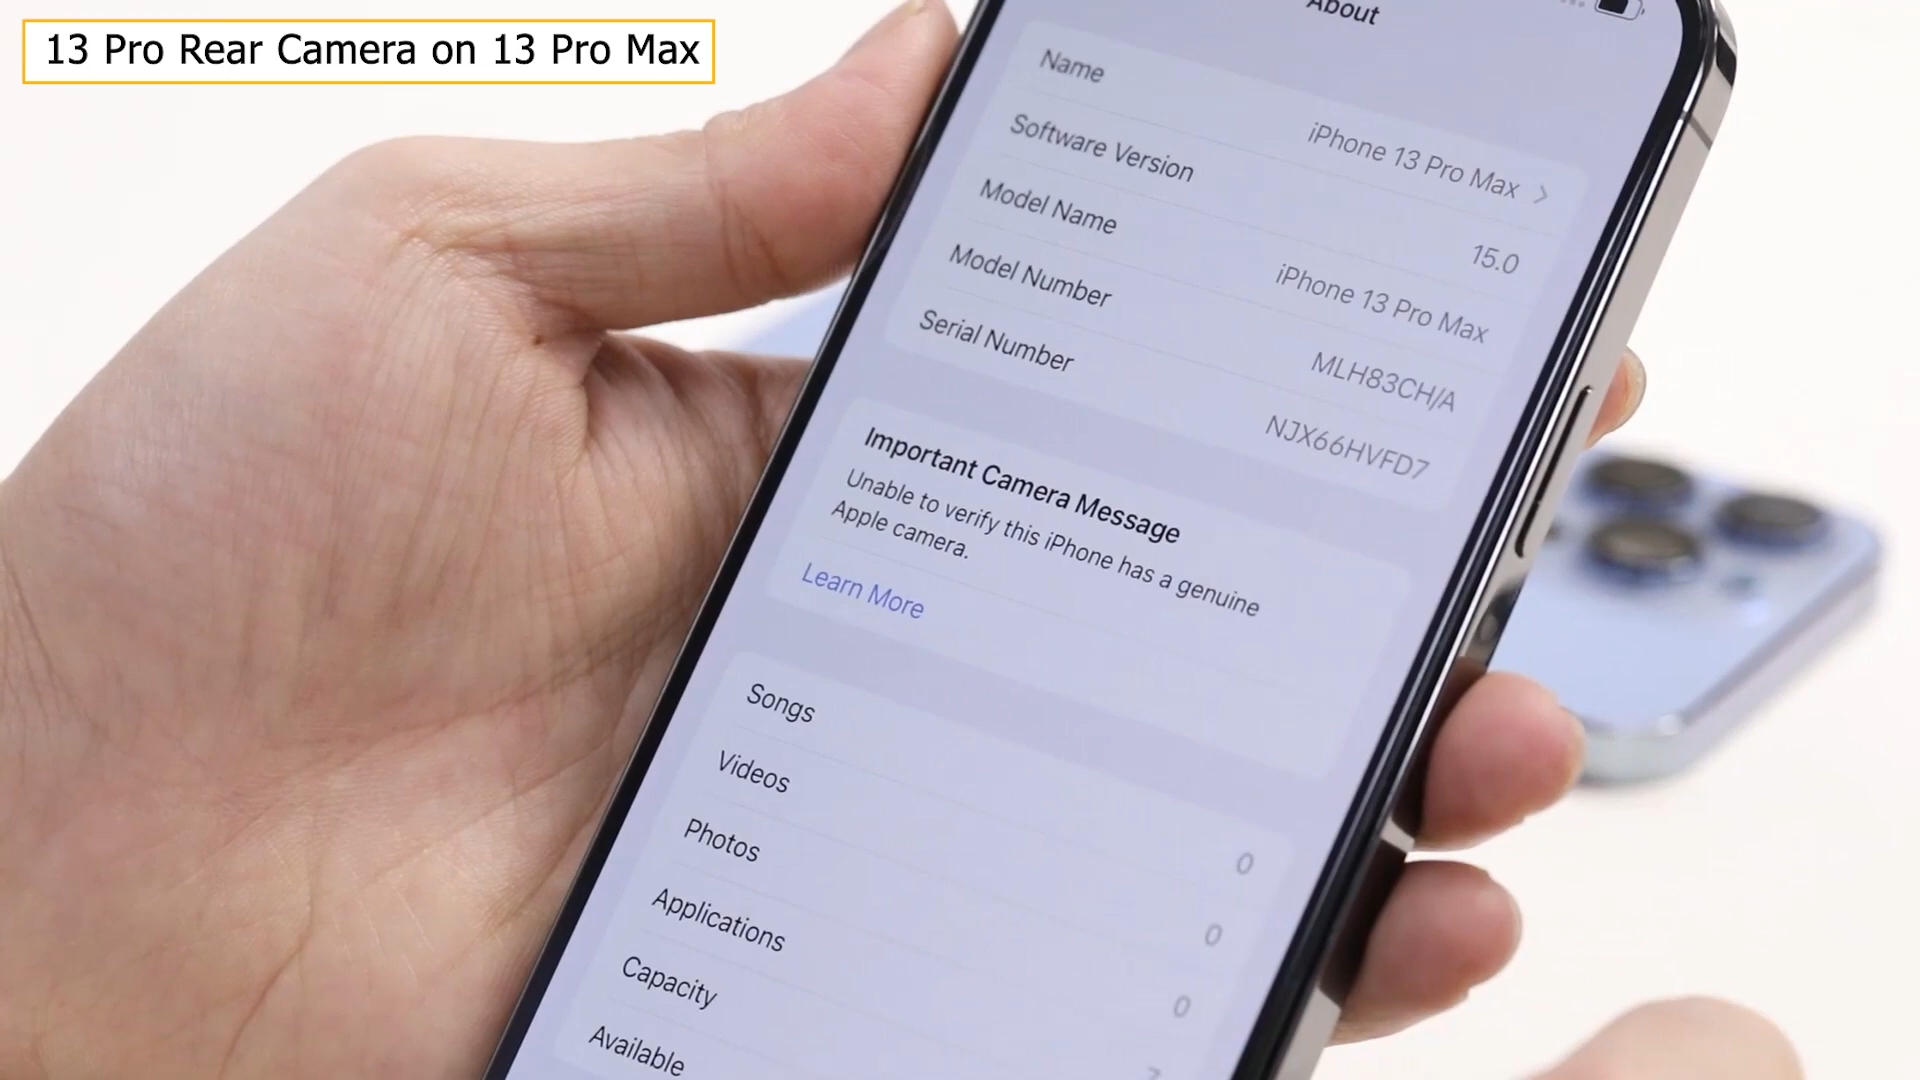 13 Pro Rear Camera on 13 Pro Max
About
Name
iPhone 13 Pro Max
Software Version
15.0
Model Name
iPhone 13 Pro Max
Model Number
MLH83CH/A
Serial Number
NJX66HVFD7
Important Camera Message
Unable to verify this iPhone has a genuine
Apple camera.
Learn More
Songs
0
Videos
0
Photos
0
Applications
Capacity
Available